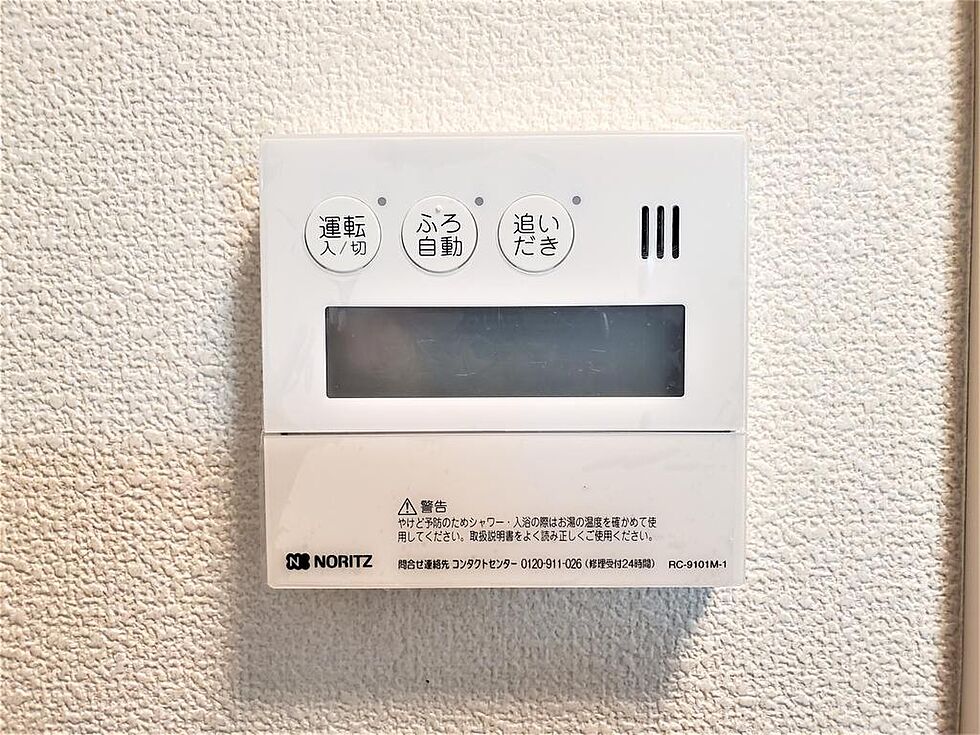 運転
入/切
ふろ
自動
追い
だき
⚠ 警告
やけど予防のためシャワー・入浴の際はお湯の温度を確かめて使
用してください。取扱説明書をよく読み正しくご使用ください。
NORITZ 問合せ連絡先 コンタクトセンター 0120-911-026 (修理受付24時間) RC-9101M-1